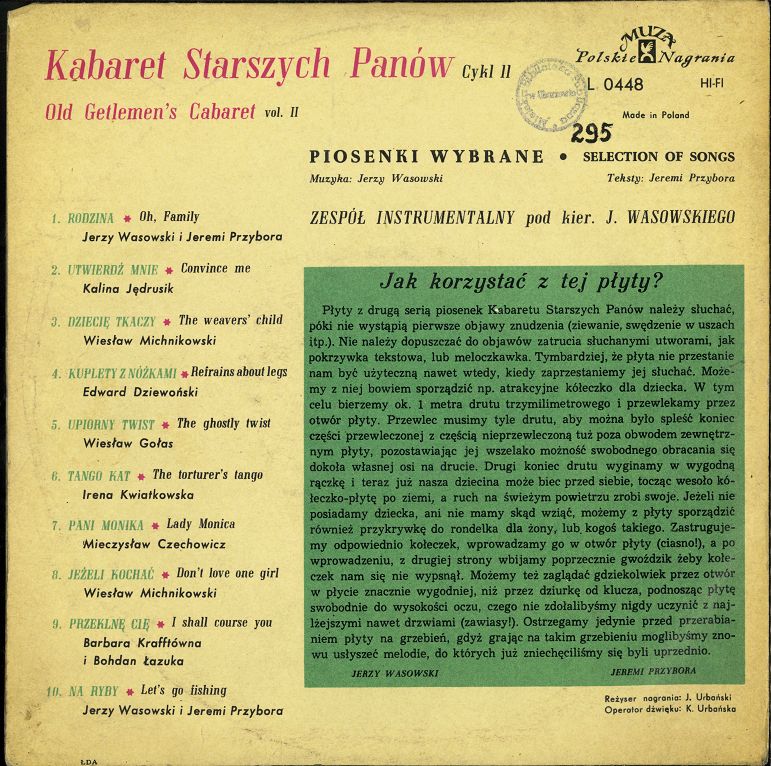 Kabaret Starszych Panów Cykl II
Old Getlemen's Cabaret vol. II
MUZA
Polskie Nagrania
L 0448 HI-FI
Made in Poland
295
PIOSENKI WYBRANE • SELECTION OF SONGS
Muzyka: Jerzy Wasowski Teksty: Jeremi Przybora
ZESPÓŁ INSTRUMENTALNY pod kier. J. WASOWSKIEGO
1. RODZINA * Oh, Family
Jerzy Wasowski i Jeremi Przybora
2. UTWIERDŹ MNIE * Convince me
Kalina Jędrusik
3. DZIECIĘ TKACZY * The weavers' child
Wiesław Michnikowski
4. KUPLETY Z NÓŻKAMI * Refrains about legs
Edward Dziewoński
5. UPIORNY TWIST * The ghostly twist
Wiesław Gołas
6. TANGO KAT * The torturer's tango
Irena Kwiatkowska
7. PANI MONIKA * Lady Monica
Mieczysław Czechowicz
8. JEŻELI KOCHAĆ * Don't love one girl
Wiesław Michnikowski
9. PRZEKLNĘ CIĘ * I shall course you
Barbara Krafftówna
i Bohdan Łazuka
10. NA RYBY * Let's go fishing
Jerzy Wasowski i Jeremi Przybora
Jak korzystać z tej płyty?
Płyty z drugą serią piosenek Kabaretu Starszych Panów należy słuchać,
póki nie wystąpią pierwsze objawy znudzenia (ziewanie, swędzenie w uszach
itp.). Nie należy dopuszczać do objawów zatrucia słuchanymi utworami, jak
pokrzywka tekstowa, lub meloczkawka. Tymbardziej, że płyta nie przestanie
nam być użyteczną nawet wtedy, kiedy zaprzestaniemy jej słuchać. Może-
my z niej bowiem sporządzić np. atrakcyjne kółeczko dla dziecka. W tym
celu bierzemy ok. 1 metra drutu trzymilimetrowego i przewlekamy przez
otwór płyty. Przewlec musimy tyle drutu, aby można było spleść koniec
części przewleczonej z częścią nieprzewleczoną tuż poza obwodem zewnętrz-
nym płyty, pozostawiając jej wszelako możność swobodnego obracania się
dokoła własnej osi na drucie. Drugi koniec drutu wyginamy w wygodną
rączkę i teraz już nasza dziecina może biec przed siebie, tocząc wesoło kó-
łeczko-płytę po ziemi, a ruch na świeżym powietrzu zrobi swoje. Jeżeli nie
posiadamy dziecka, ani nie mamy skąd wziąć, możemy z płyty sporządzić
również przykrywkę do rondelka dla żony, lub kogoś takiego. Zastruguje-
my odpowiednio kołeczek, wprowadzamy go w otwór płyty (ciasno!), a po
wprowadzeniu, z drugiej strony wbijamy poprzecznie gwoździk żeby kołe-
czek nam się nie wypsnął. Możemy też zaglądać gdziekolwiek przez otwór
w płycie znacznie wygodniej, niż przez dziurkę od klucza, podnosząc płytę
swobodnie do wysokości oczu, czego nie zdołalibyśmy nigdy uczynić z naj-
lżejszymi nawet drzwiami (zawiasy!). Ostrzegamy jedynie przed przerabia-
niem płyty na grzebień, gdyż grając na takim grzebieniu moglibyśmy zno-
wu usłyszeć melodie, do których już zniechęciliśmy się byli uprzednio.
JERZY WASOWSKI JEREMI PRZYBORA
Reżyser nagrania: J. Urbański
Operator dźwięku: K. Urbańska
ŁDA